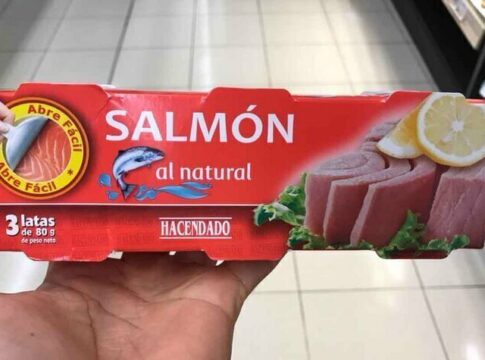 Abre Fácil
Abre Fácil
SALMÓN
al natural
3 latas
de 80 g
de peso neto
HACENDADO